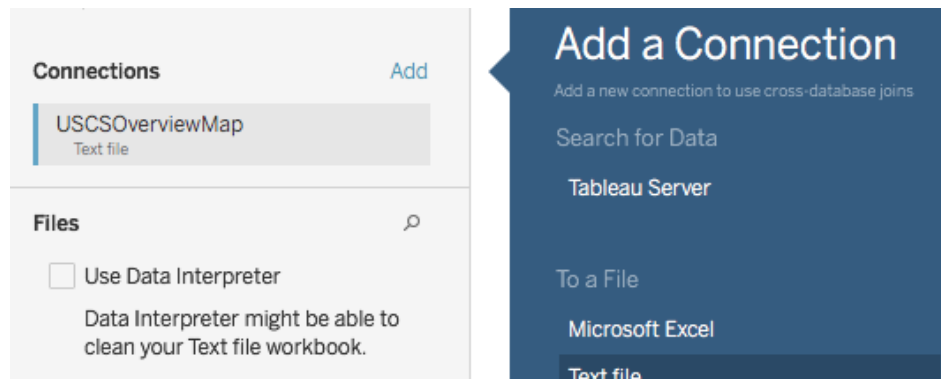 Connections
Add
USCSOverviewMap
Text file
Files
Use Data Interpreter
Data Interpreter might be able to
clean your Text file workbook.
Add a Connection
Add a new connection to use cross-database joins
Search for Data
Tableau Server
To a File
Microsoft Excel
Text file